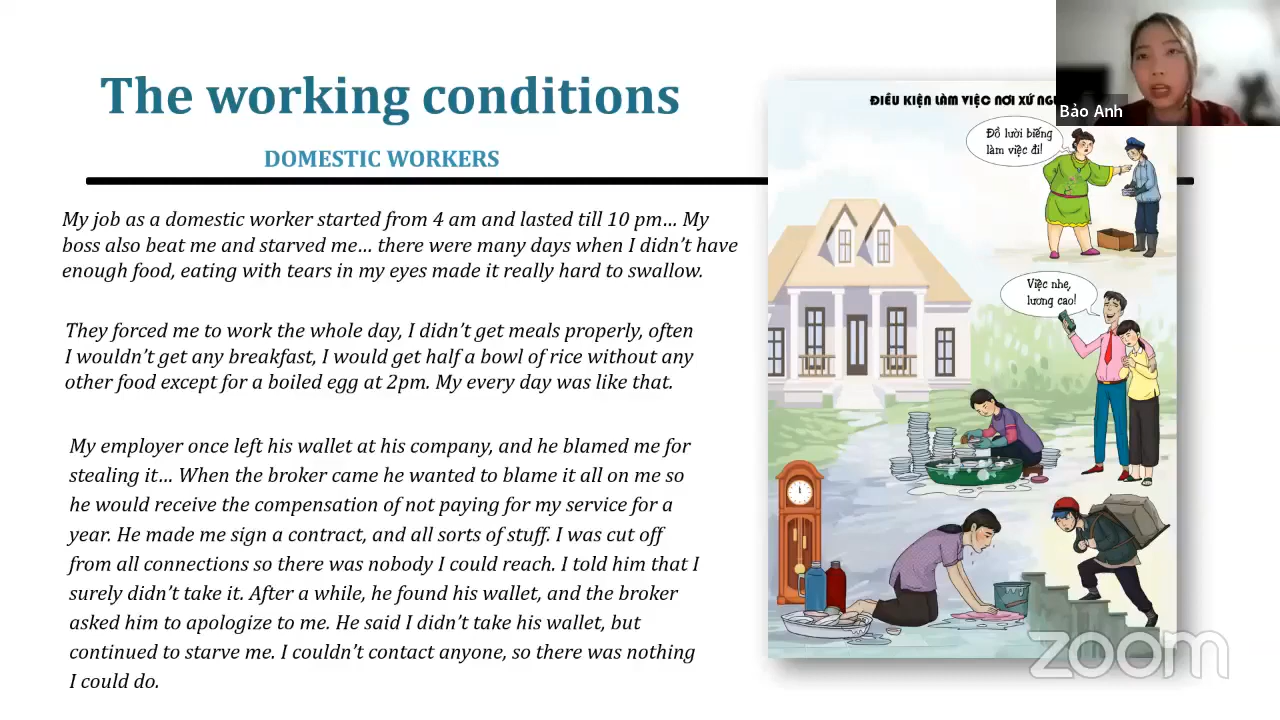 The working conditions
DOMESTIC WORKERS
My job as a domestic worker started from 4 am and lasted till 10 pm… My
boss also beat me and starved me… there were many days when I didn't have
enough food, eating with tears in my eyes made it really hard to swallow.
They forced me to work the whole day, I didn't get meals properly, often
I wouldn't get any breakfast, I would get half a bowl of rice without any
other food except for a boiled egg at 2pm. My every day was like that.
My employer once left his wallet at his company, and he blamed me for
stealing it… When the broker came he wanted to blame it all on me so
he would receive the compensation of not paying for my service for a
year. He made me sign a contract, and all sorts of stuff. I was cut off
from all connections so there was nobody I could reach. I told him that I
surely didn't take it. After a while, he found his wallet, and the broker
asked him to apologize to me. He said I didn't take his wallet, but
continued to starve me. I couldn't contact anyone, so there was nothing
I could do.
ĐIỀU KIỆN LÀM VIỆC NƠI XỨ
Đồ lười biếng
làm việc đi!
Việc nhẹ,
lương cao!
Bảo Anh
zoom